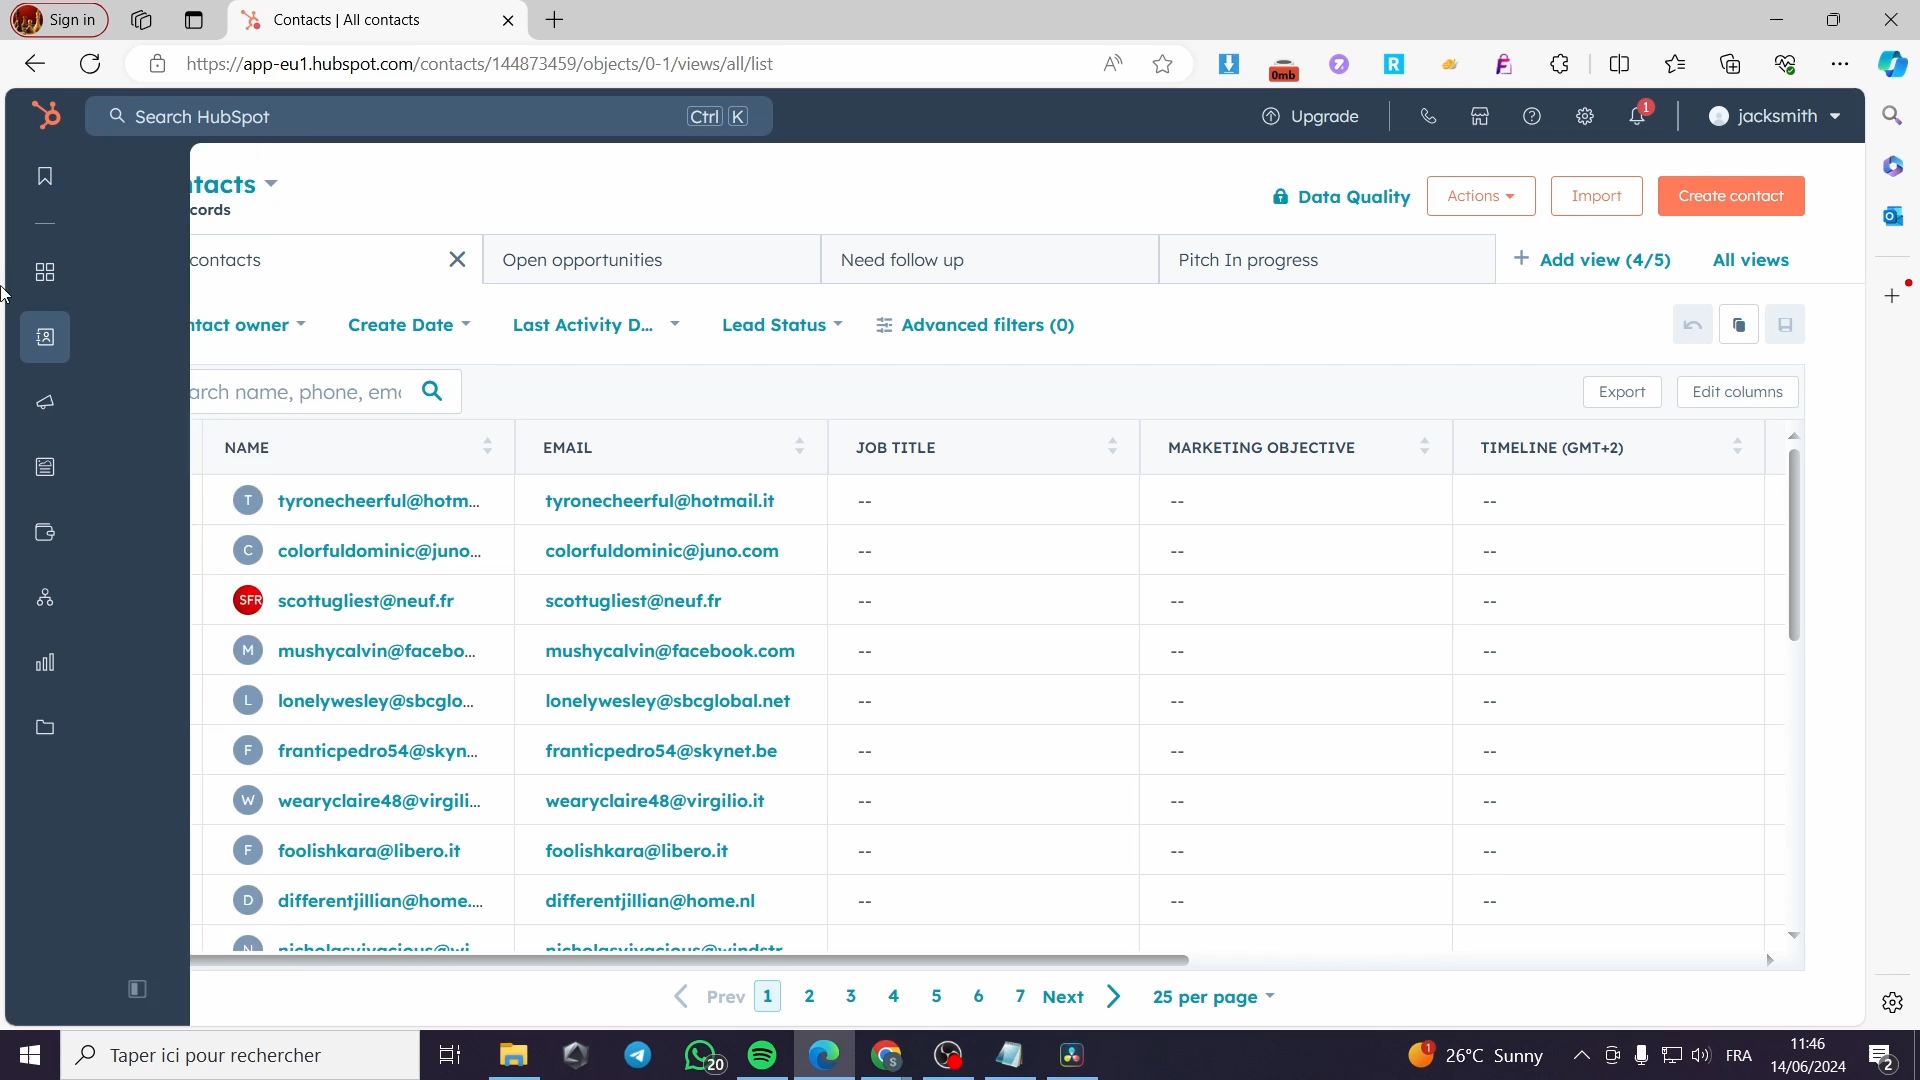 Sign in
Contacts | All contacts
https://app-eu1.hubspot.com/contacts/144873459/objects/0-1/views/all/list
0mb
Search HubSpot
Ctrl K
Upgrade
1
jacksmith
ntacts
cords
Data Quality
Actions
Import
Create contact
contacts
Open opportunities
Need follow up
Pitch In progress
+ Add view (4/5)
All views
ntact owner
Create Date
Last Activity D...
Lead Status
Advanced filters (0)
arch name, phone, ema
Export
Edit columns
NAME
EMAIL
JOB TITLE
MARKETING OBJECTIVE
TIMELINE (GMT+2)
T tyronecheerful@hotm... tyronecheerful@hotmail.it -- -- --
C colorfuldominic@juno... colorfuldominic@juno.com -- -- --
SFR scottugliest@neuf.fr scottugliest@neuf.fr -- -- --
M mushycalvin@facebo... mushycalvin@facebook.com -- -- --
L lonelywesley@sbcglo... lonelywesley@sbcglobal.net -- -- --
F franticpedro54@skyn... franticpedro54@skynet.be -- -- --
W wearyclaire48@virgili... wearyclaire48@virgilio.it -- -- --
F foolishkara@libero.it foolishkara@libero.it -- -- --
D differentjillian@home.... differentjillian@home.nl -- -- --
Prev 1 2 3 4 5 6 7 Next 25 per page
Taper ici pour rechercher
20
1
26°C Sunny
FRA
11:46
14/06/2024
2